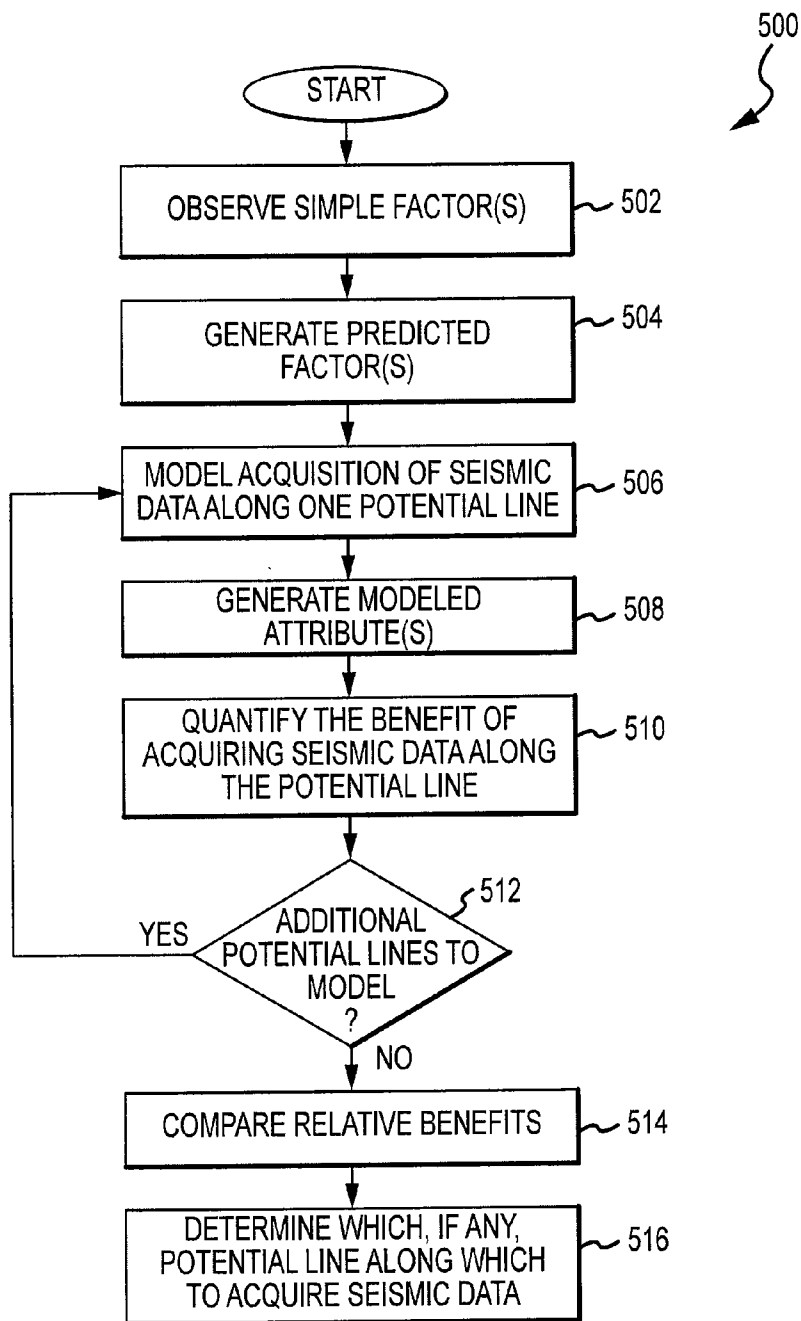 500
START
OBSERVE SIMPLE FACTOR(S)
502
GENERATE PREDICTED
FACTOR(S)
504
MODEL ACQUISITION OF SEISMIC
DATA ALONG ONE POTENTIAL LINE
506
GENERATE MODELED
ATTRIBUTE(S)
508
QUANTIFY THE BENEFIT OF
ACQUIRING SEISMIC DATA ALONG
THE POTENTIAL LINE
510
512
YES
ADDITIONAL
POTENTIAL LINES TO
MODEL
?
NO
COMPARE RELATIVE BENEFITS
514
DETERMINE WHICH, IF ANY,
POTENTIAL LINE ALONG WHICH
TO ACQUIRE SEISMIC DATA
516